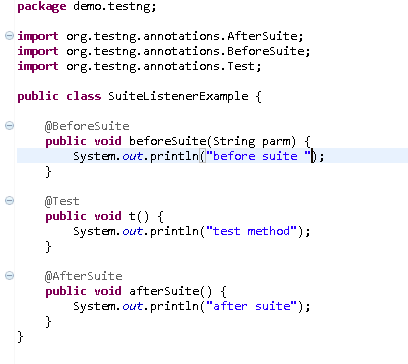 package demo.testng;
import org.testng.annotations.AfterSuite;
import org.testng.annotations.BeforeSuite;
import org.testng.annotations.Test;
public class SuiteListenerExample {
@BeforeSuite
public void beforeSuite(String parm) {
System.out.println("before suite ");
}
@Test
public void t() {
System.out.println("test method");
}
@AfterSuite
public void afterSuite() {
System.out.println("after suite");
}
}